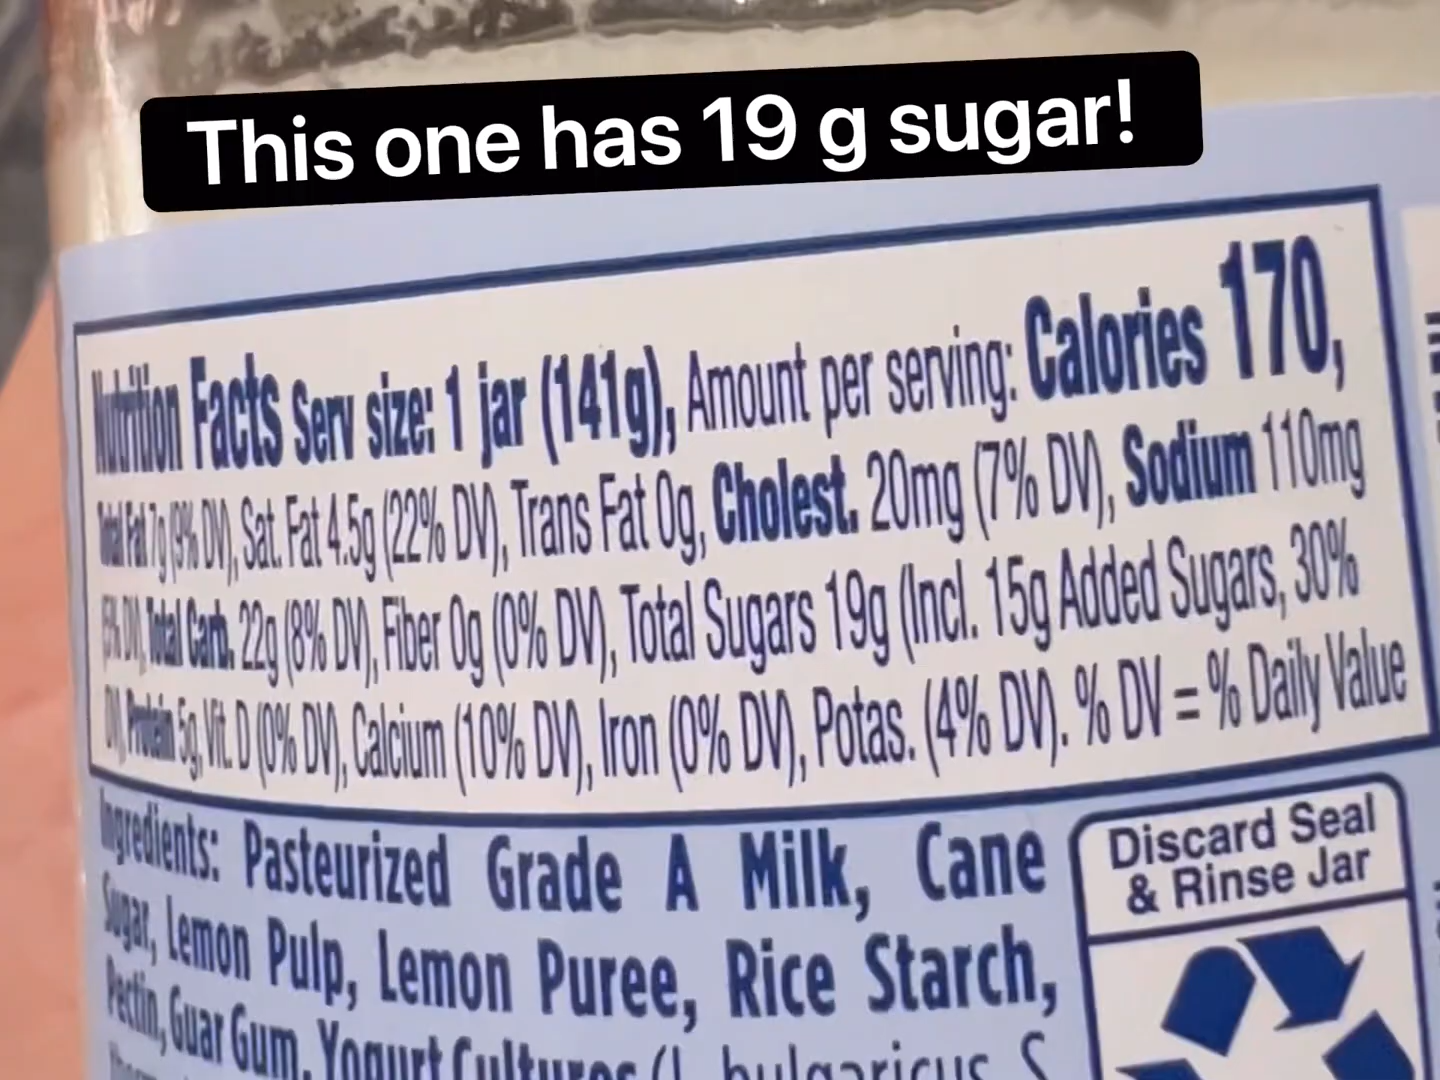 This one has 19 g sugar!
Nutrition Facts Serv size: 1 jar (141g), Amount per serving: Calories 170,
Total Fat 7g (9% DV), Sat. Fat 4.5g (22% DV), Trans Fat 0g, Cholest. 20mg (7% DV), Sodium 110mg
(5% DV), Total Carb. 22g (8% DV), Fiber 0g (0% DV), Total Sugars 19g (Incl. 15g Added Sugars, 30%
DV), Protein 5g, Vit. D (0% DV), Calcium (10% DV), Iron (0% DV), Potas. (4% DV). % DV = % Daily Value
Ingredients: Pasteurized Grade A Milk, Cane
Sugar, Lemon Pulp, Lemon Puree, Rice Starch,
Pectin, Guar Gum, Yogurt Cultures (L. bulgaricus, S.
Discard Seal
& Rinse Jar